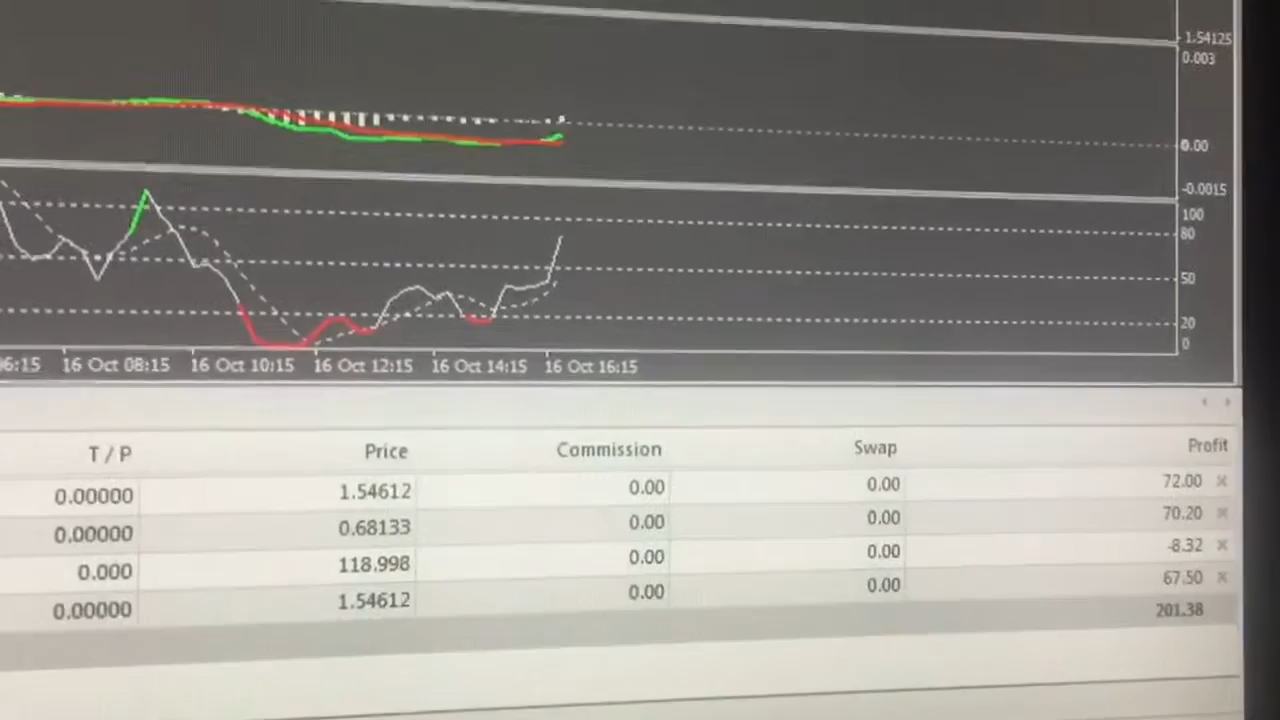 1.54125
0.003
0.00
-0.0015
100
80
50
20
0
6:15 16 Oct 08:15 16 Oct 10:15 16 Oct 12:15 16 Oct 14:15 16 Oct 16:15
T / P Price Commission Swap Profit
0.00000 1.54612 0.00 0.00 72.00 ×
0.00000 0.68133 0.00 0.00 70.20 ×
0.000 118.998 0.00 0.00 -8.32 ×
0.00000 1.54612 0.00 0.00 67.50 ×
201.38